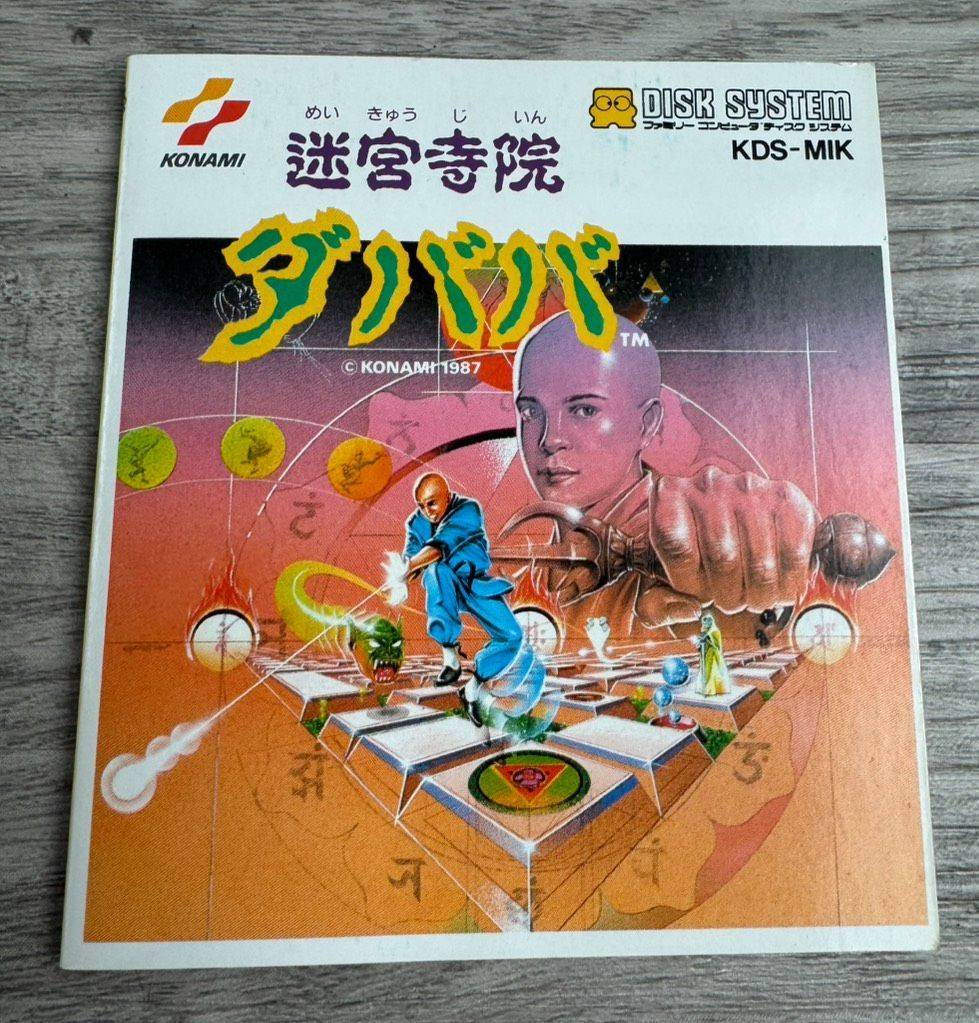 KONAMI
めい きゅう じ いん
迷宮寺院
DISK SYSTEM
ファミリー コンピュータ ディスク システム
KDS-MIK
ダババ
TM
© KONAMI 1987